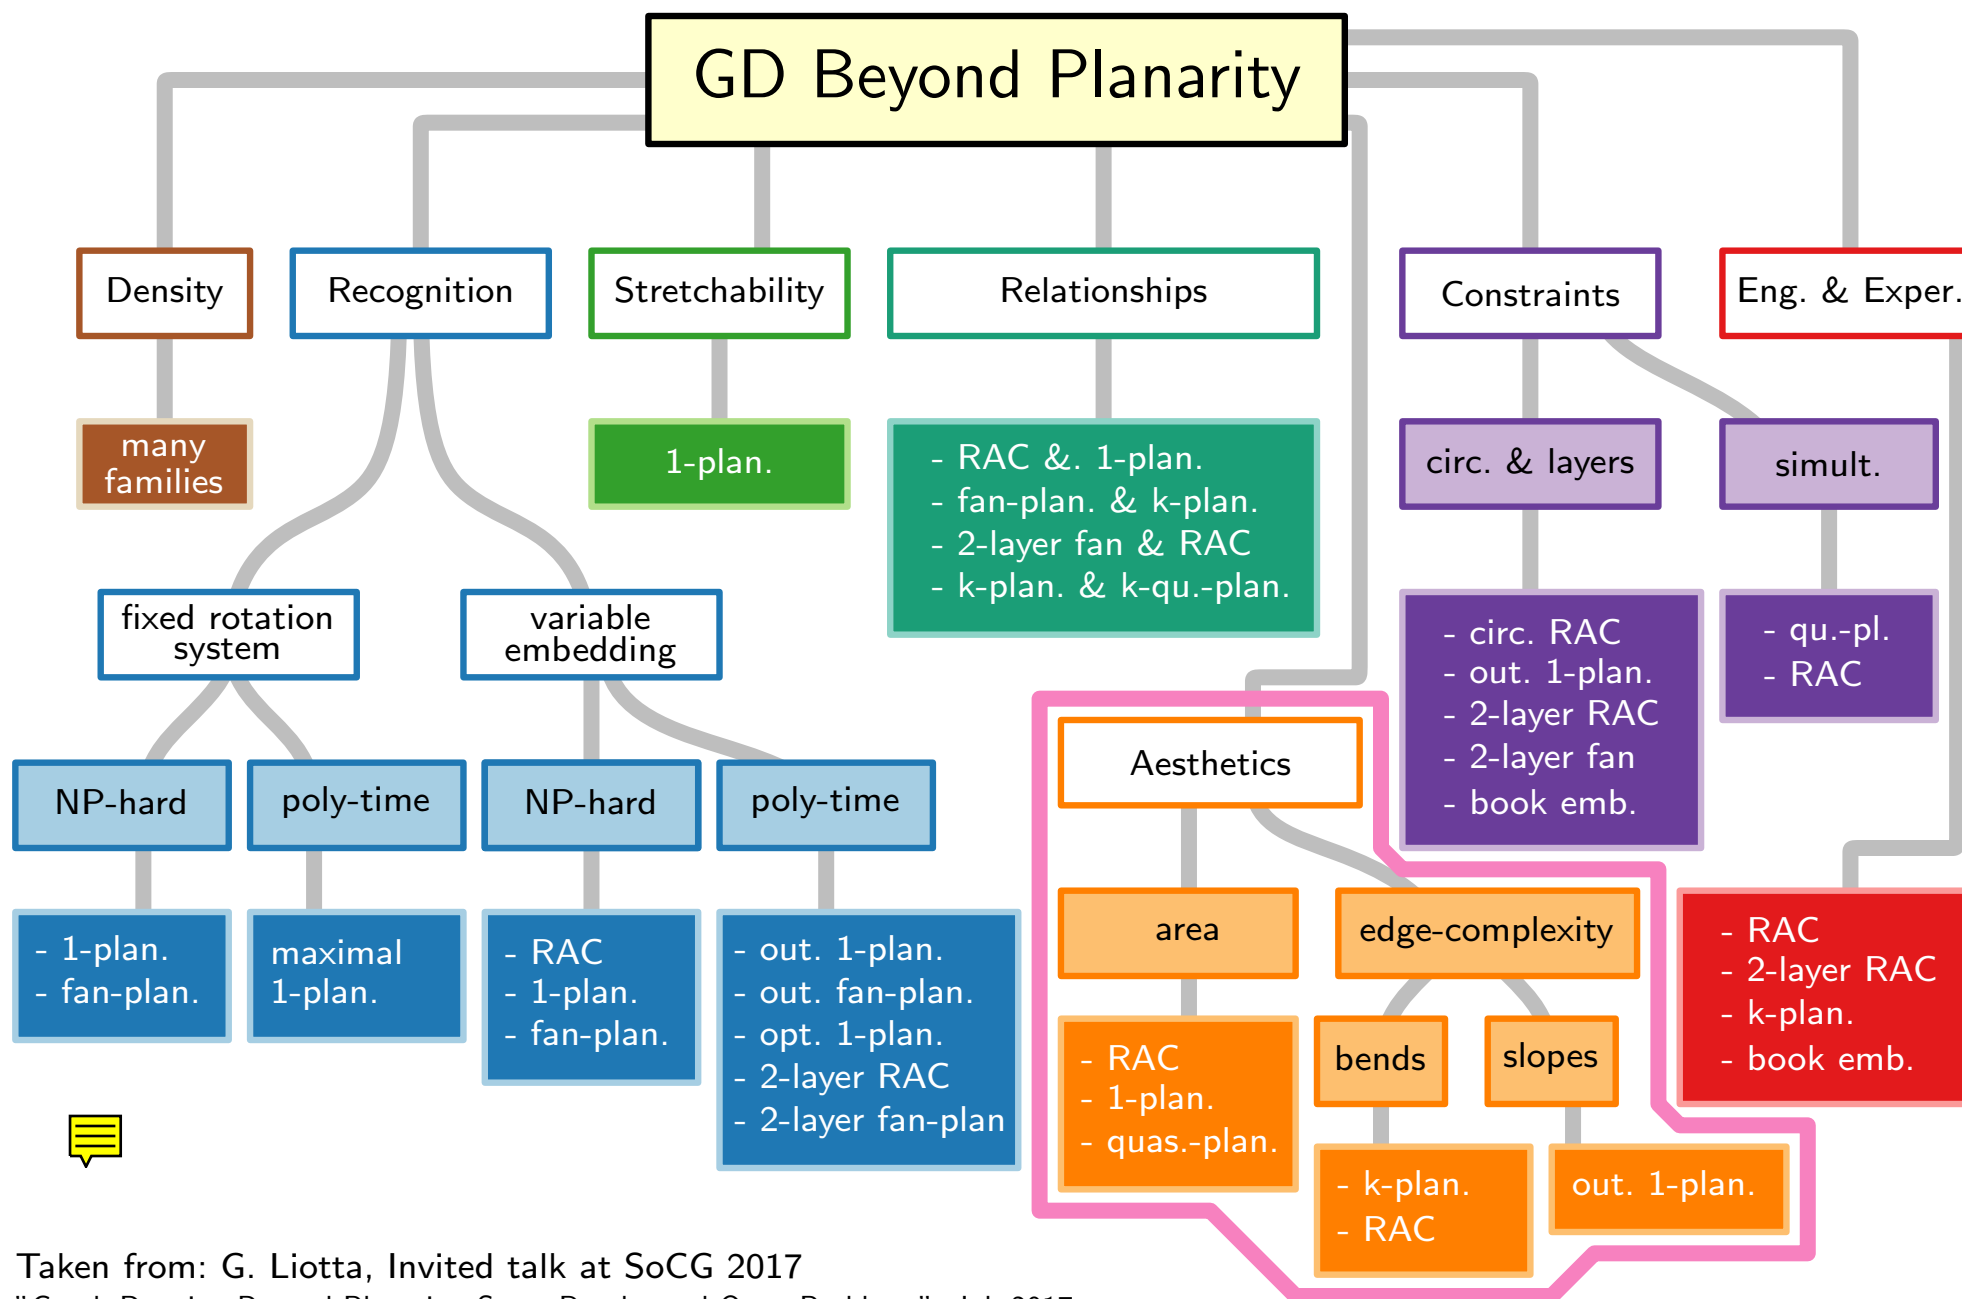 GD Beyond Planarity
Density
Recognition
Stretchability
Relationships
Constraints
Eng. & Exper.
many
families
1-plan.
- RAC &. 1-plan.
- fan-plan. & k-plan.
- 2-layer fan & RAC
- k-plan. & k-qu.-plan.
circ. & layers
simult.
fixed rotation
system
variable
embedding
- circ. RAC
- out. 1-plan.
- 2-layer RAC
- 2-layer fan
- book emb.
- qu.-pl.
- RAC
NP-hard
poly-time
NP-hard
poly-time
Aesthetics
- 1-plan.
- fan-plan.
maximal
1-plan.
- RAC
- 1-plan.
- fan-plan.
- out. 1-plan.
- out. fan-plan.
- opt. 1-plan.
- 2-layer RAC
- 2-layer fan-plan
area
edge-complexity
- RAC
- 1-plan.
- quas.-plan.
bends
slopes
- k-plan.
- RAC
out. 1-plan.
- RAC
- 2-layer RAC
- k-plan.
- book emb.
Taken from: G. Liotta, Invited talk at SoCG 2017